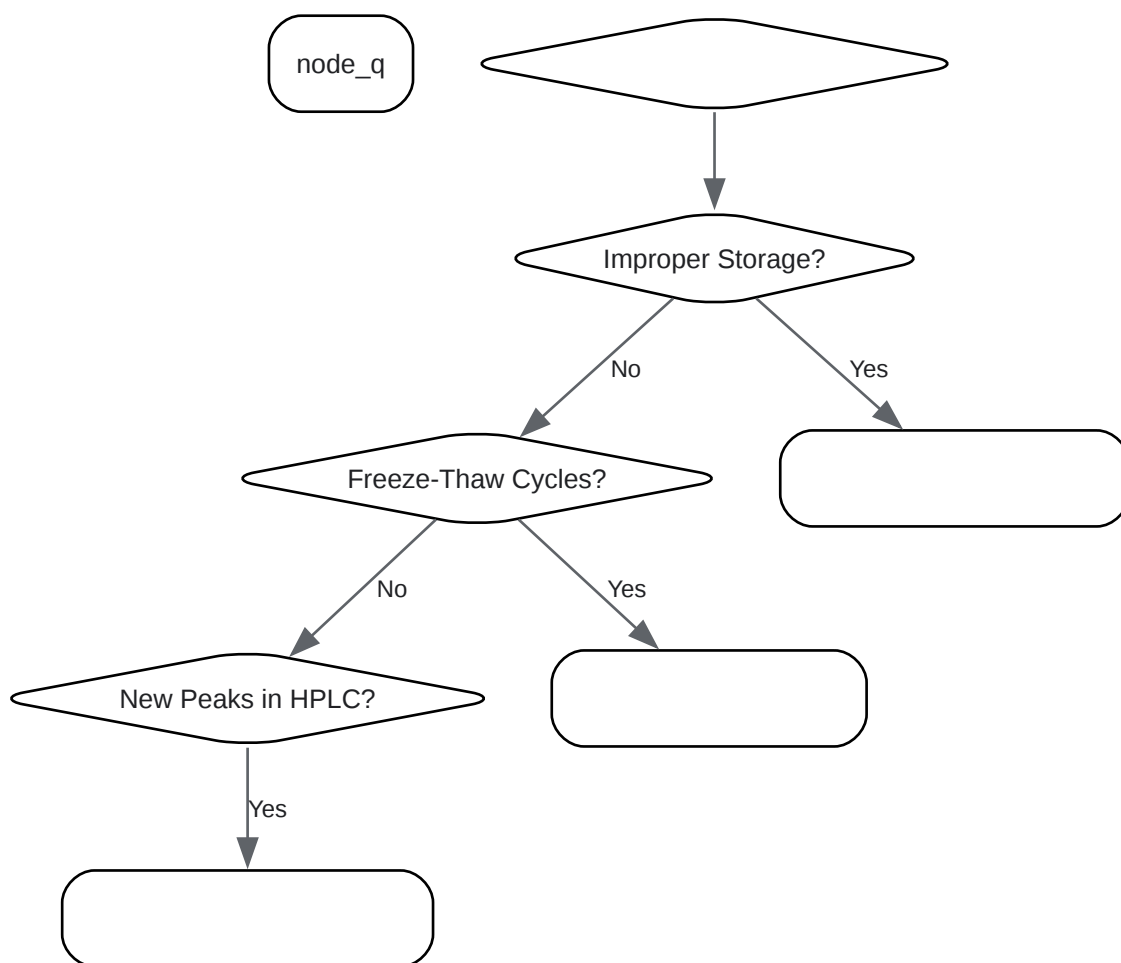 node_q
Improper Storage?
No
Yes
Freeze-Thaw Cycles?
No
Yes
New Peaks in HPLC?
Yes